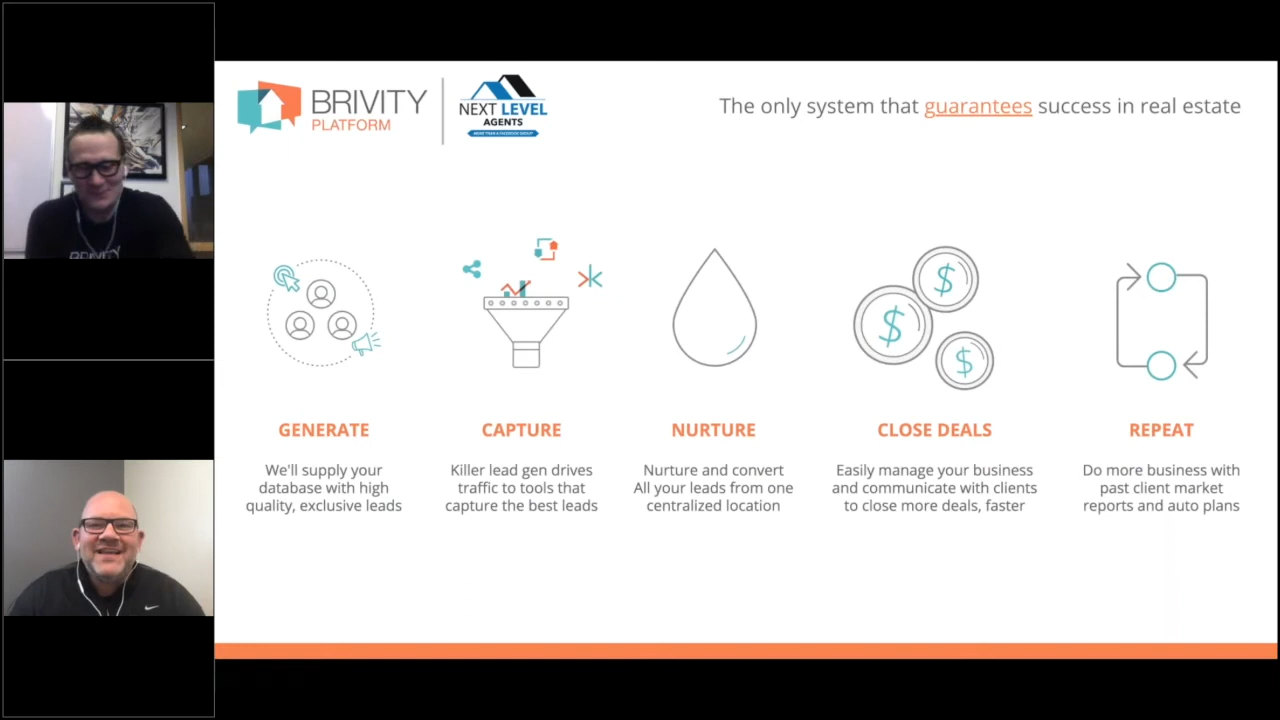 BRIVITY
PLATFORM
NEXT LEVEL
AGENTS
MORE THAN A FACEBOOK GROUP
The only system that guarantees success in real estate
GENERATE
We'll supply your
database with high
quality, exclusive leads
CAPTURE
Killer lead gen drives
traffic to tools that
capture the best leads
NURTURE
Nurture and convert
All your leads from one
centralized location
CLOSE DEALS
Easily manage your business
and communicate with clients
to close more deals, faster
REPEAT
Do more business with
past client market
reports and auto plans
BRIVITY